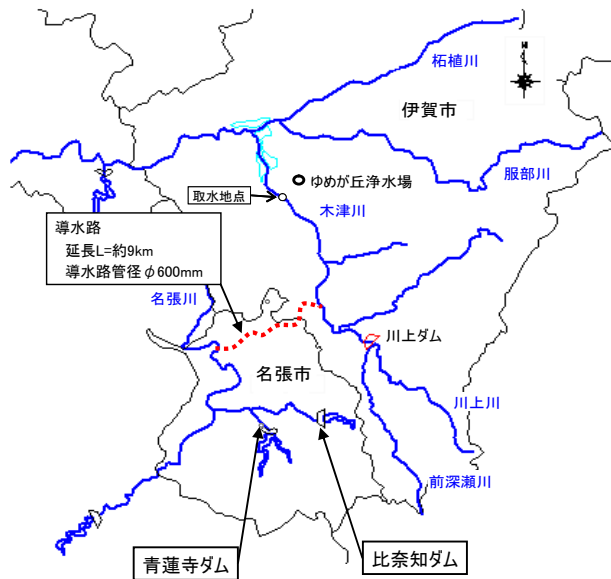 N
柘植川
伊賀市
服部川
ゆめが丘浄水場
取水地点
木津川
導水路
延長L=約9km
導水路管径φ600mm
名張川
川上ダム
名張市
川上川
前深瀬川
青蓮寺ダム
比奈知ダム